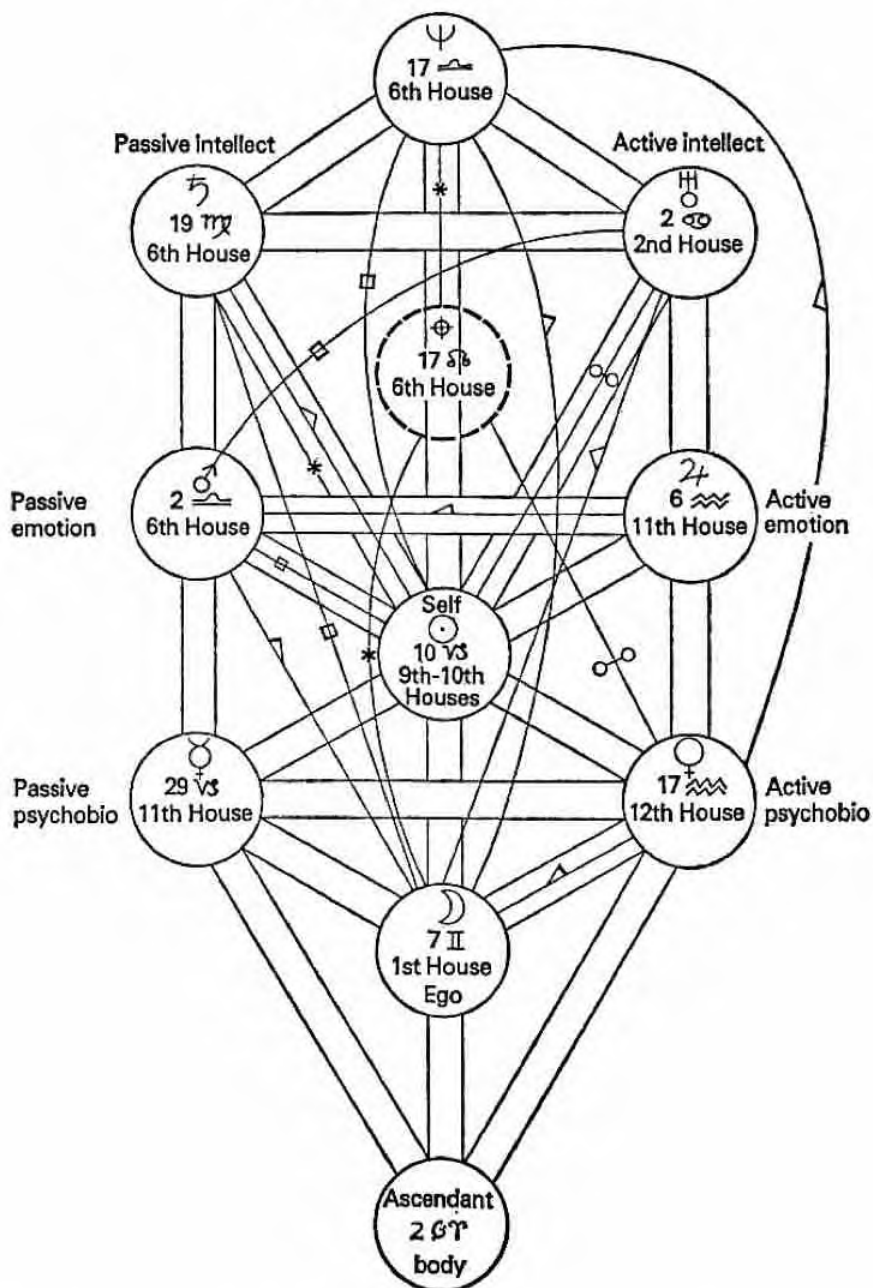 ♆
17 ♎
6th House
Passive intellect
Active intellect
♄
19 ♍
6th House
♅
2 ♋
2nd House
⊕
17 ☊
6th House
♂
2 ♎
6th House
Passive
emotion
♃
6 ♒
11th House
Active
emotion
Self
☉
10 ♑
9th-10th
Houses
☿
29 ♑
11th House
Passive
psychobio
♀
17 ♒
12th House
Active
psychobio
☽
7 ♊
1st House
Ego
Ascendant
2 ♈
body